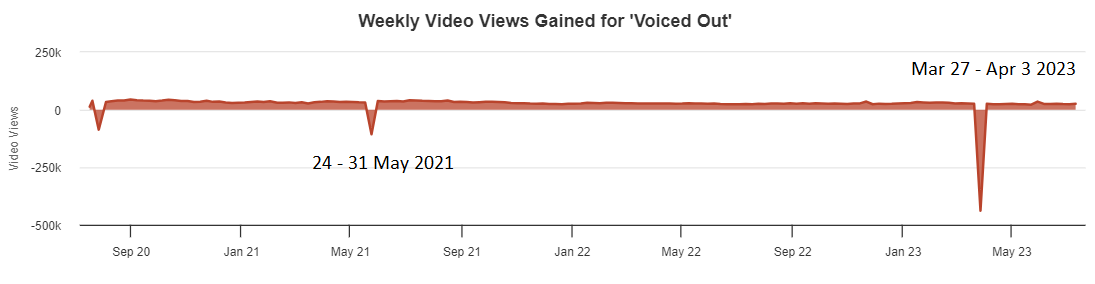 Weekly Video Views Gained for 'Voiced Out'
250k
Mar 27 - Apr 3 2023
0
Video Views
24 - 31 May 2021
-250k
-500k
Sep 20 Jan 21 May 21 Sep 21 Jan 22 May 22 Sep 22 Jan 23 May 23